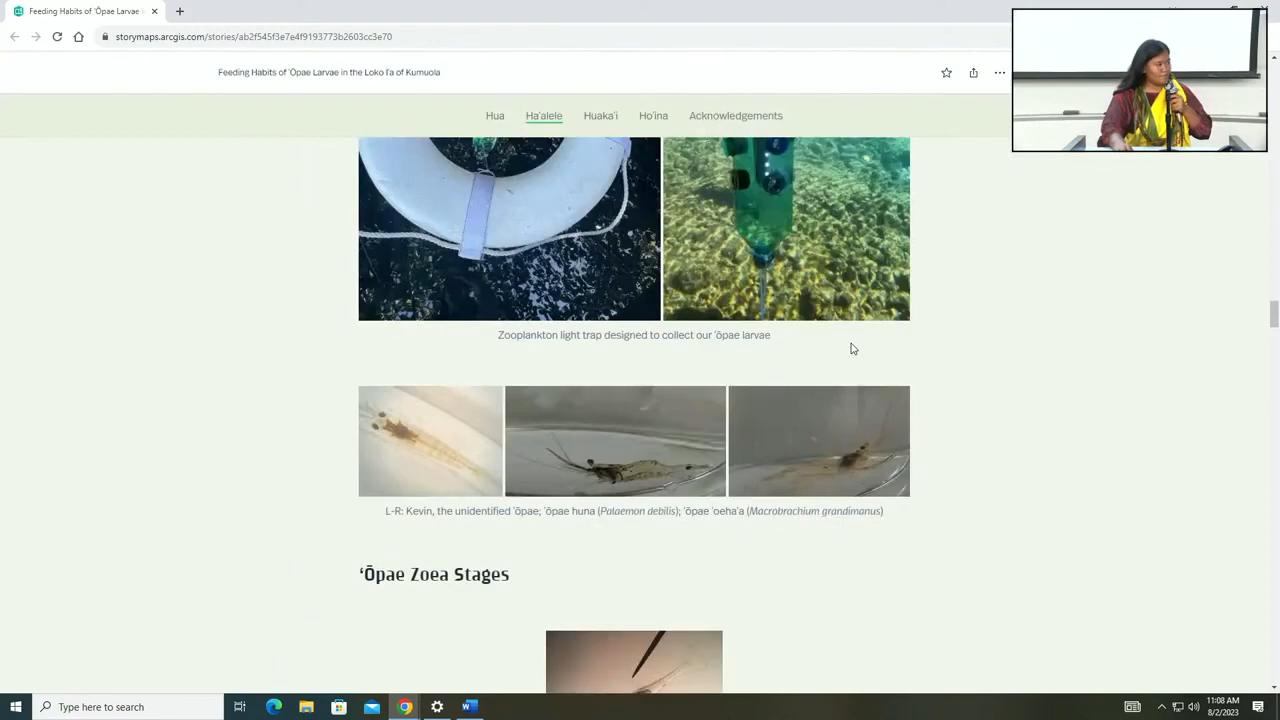 Feeding Habits of ʻŌpae Larvae in
storymaps.arcgis.com/stories/ab2f545f3e7e4f9193773b2603cc3e70
Feeding Habits of ʻŌpae Larvae in the Loko Iʻa of Kumuola
Hua Haʻalele Huakaʻi Hoʻina Acknowledgements
Zooplankton light trap designed to collect our ʻōpae larvae
L-R: Kevin, the unidentified ʻōpae; ʻōpae huna (Palaemon debilis); ʻōpae ʻoehaʻa (Macrobrachium grandimanus)
ʻŌpae Zoea Stages
Type here to search
11:08 AM
8/2/2023